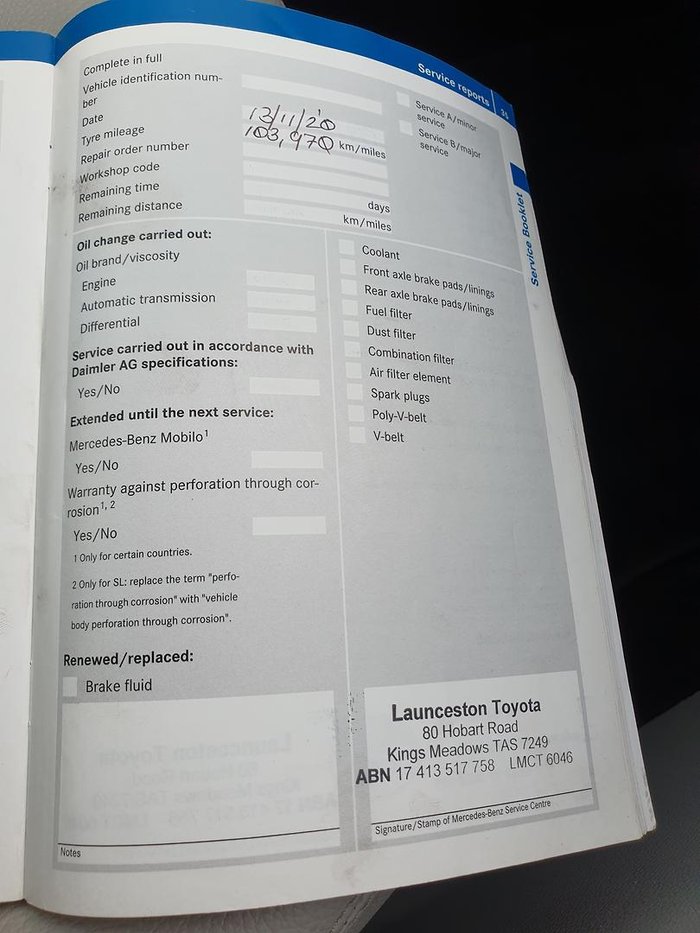 Service reports 35
Complete in full
Vehicle identification num-
ber
Date 13/11/20
Tyre mileage 103,970 km/miles
Repair order number
Workshop code
Remaining time days
Remaining distance km/miles
Service A/minor
service
Service B/major
service
Service Booklet
Oil change carried out:
Oil brand/viscosity
Engine
Automatic transmission
Differential
Service carried out in accordance with
Daimler AG specifications:
Yes/No
Extended until the next service:
Mercedes-Benz Mobilo1
Yes/No
Warranty against perforation through cor-
rosion1, 2
Yes/No
1 Only for certain countries.
2 Only for SL: replace the term "perfo-
ration through corrosion" with "vehicle
body perforation through corrosion".
Renewed/replaced:
Brake fluid
Notes
Coolant
Front axle brake pads/linings
Rear axle brake pads/linings
Fuel filter
Dust filter
Combination filter
Air filter element
Spark plugs
Poly-V-belt
V-belt
Launceston Toyota
80 Hobart Road
Kings Meadows TAS 7249
ABN 17 413 517 758 LMCT 6046
Signature/Stamp of Mercedes-Benz Service Centre